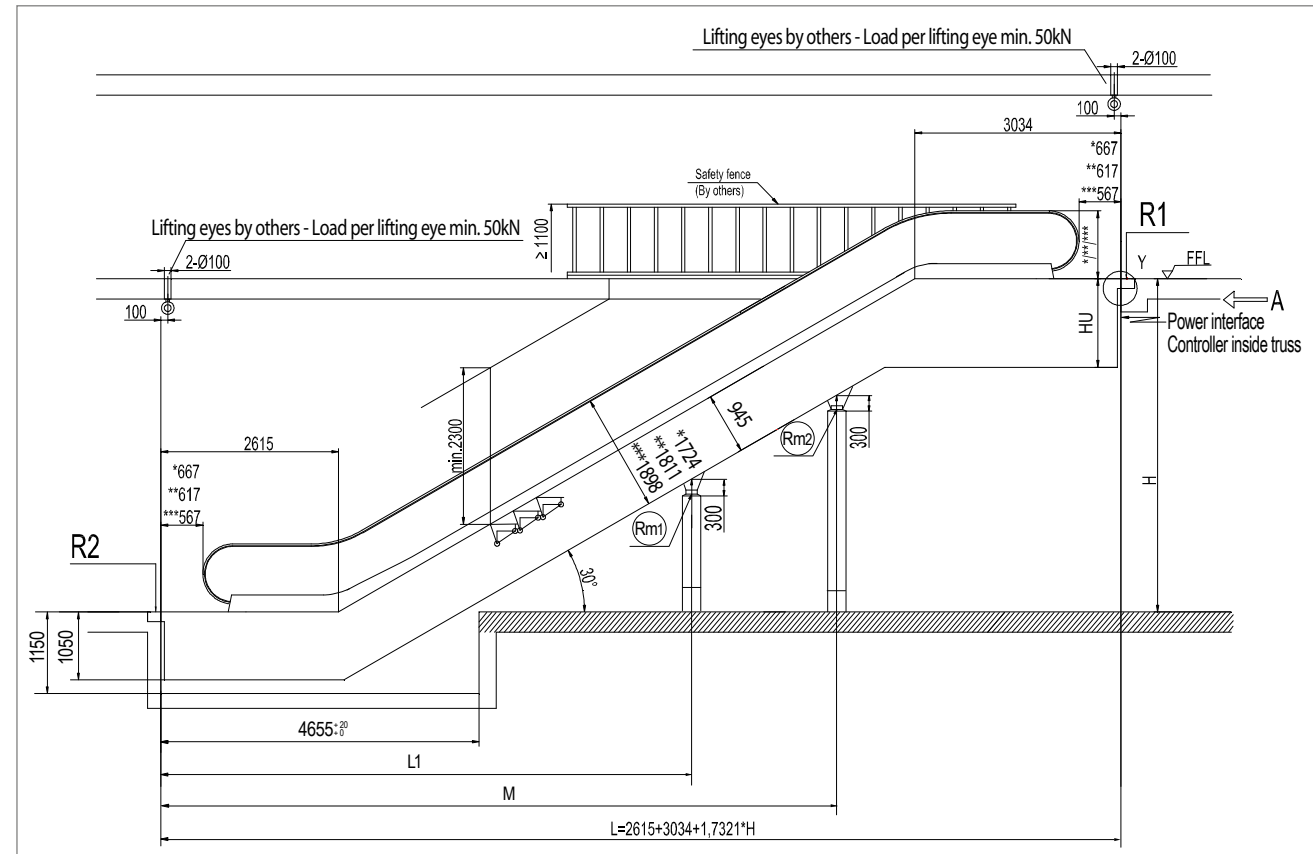 Lifting eyes by others - Load per lifting eye min. 50kN
2-Ø100
100
3034
*667
**617
***567
Safety fence
(By others)
R1
Lifting eyes by others - Load per lifting eye min. 50kN
≥1100
*/**/***
2-Ø100
Y
FFL
100
A
HU
Power interface
Controller inside truss
945
300
2615
min.2300
*1724
**1811
***1898
Rm2
*667
**617
***567
H
300
Rm1
R2
30°
1150
1050
4655+20
+0
L1
M
L=2615+3034+1,7321*H